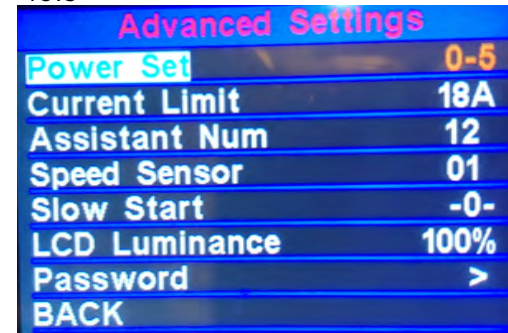 Advanced Settings
Power Set 0-5
Current Limit 18A
Assistant Num 12
Speed Sensor 01
Slow Start -0-
LCD Luminance 100%
Password >
BACK